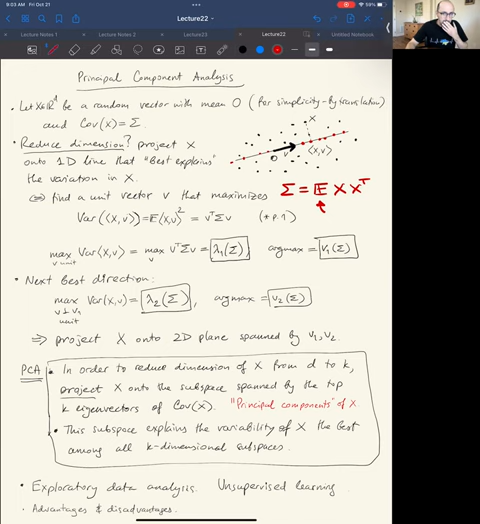 9:03 AM Fri Oct 21
59%
Lecture22
Lecture Notes 1
Lecture Notes 2
Lecture23
Lecture22
Untitled Notebook
Principal Component Analysis
• Let X∈ℝᵈ be a random vector with mean 0 (for simplicity - by translation)
and Cov(X) = Σ.
• Reduce dimension? project X
onto 1D line that "Best explains"
the variation in X.
X
0
v
⟨X,v⟩
⇔ find a unit vector v that maximizes
Σ = 𝔼 X Xᵀ
Var(⟨X,v⟩) = 𝔼⟨X,v⟩² = vᵀΣv
max Var⟨X,v⟩ = max vᵀΣv = λ₁(Σ), argmax = v₁(Σ)
v unit
v
• Next best direction:
max Var⟨X,v⟩ = λ₂(Σ), argmax = v₂(Σ)
v ⊥ v₁
unit
⇒ project X onto 2D plane spanned by v₁, v₂.
PCA
• In order to reduce dimension of X from d to k,
project X onto the subspace spanned by the top
k eigenvectors of Cov(X). "Principal components" of X
• This subspace explains the variability of X the best
among all k-dimensional subspaces.
• Exploratory data analysis. Unsupervised learning.
• Advantages & disadvantages.